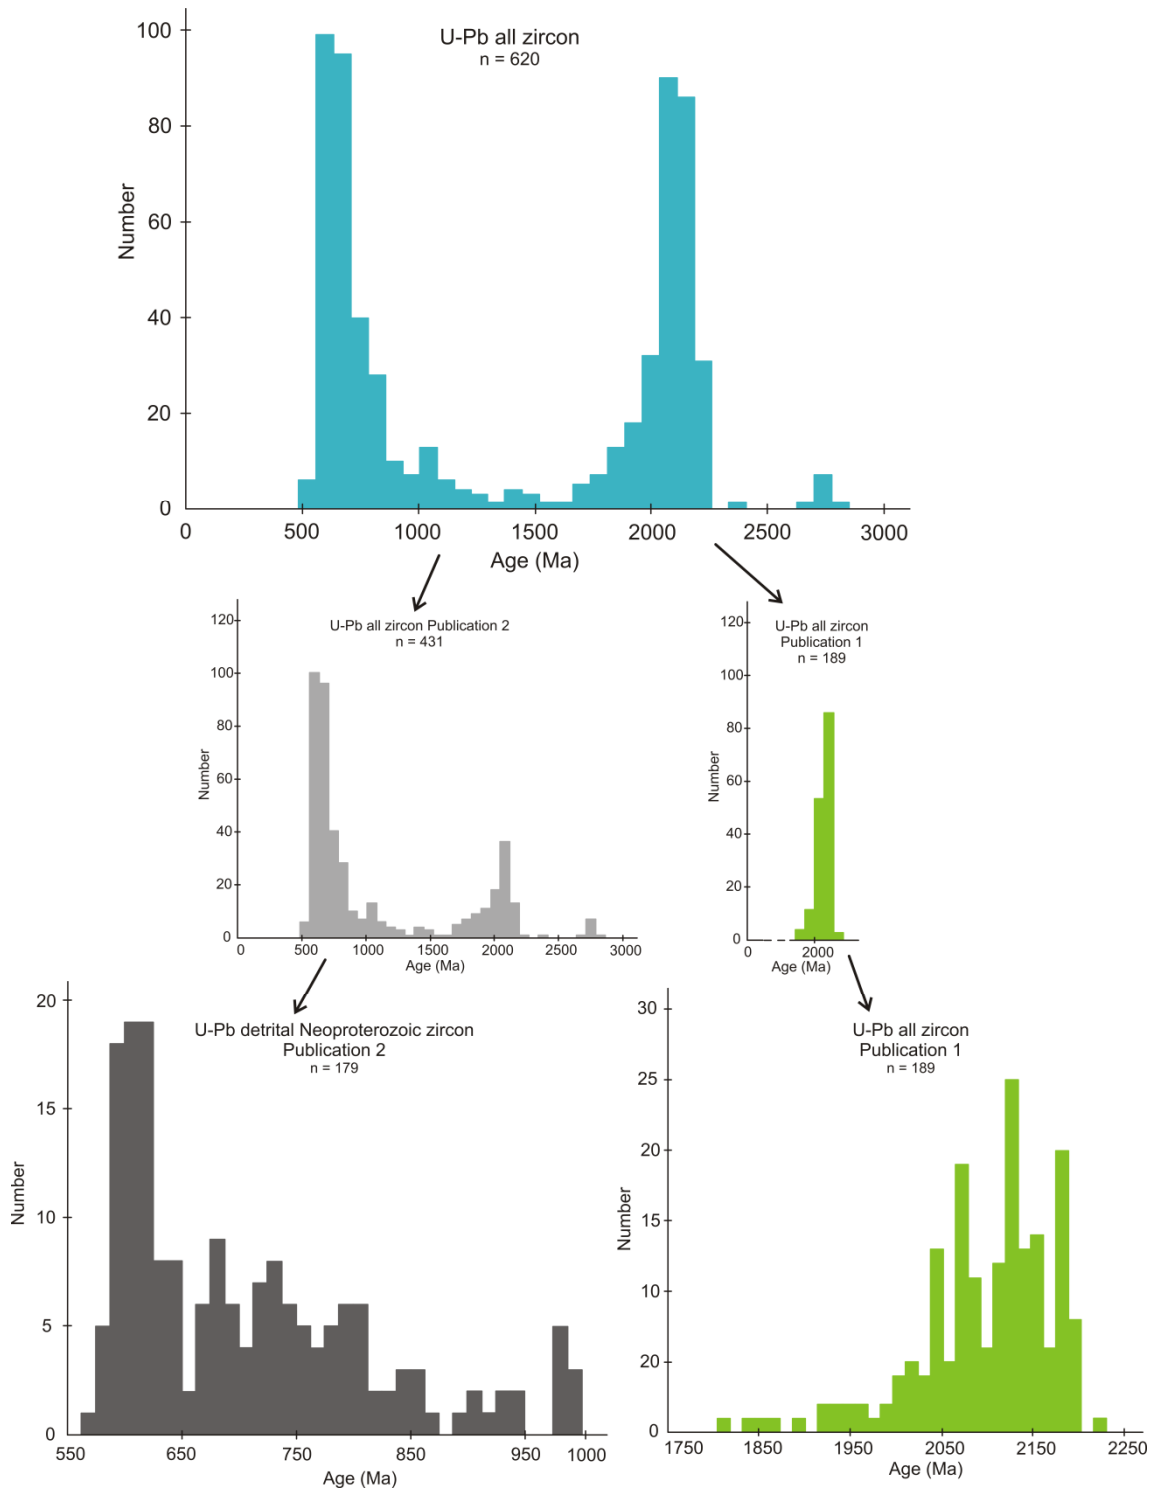 U-Pb all zircon
n = 620
100
80
60
40
20
0
Number
0 500 1000 1500 2000 2500 3000
Age (Ma)
U-Pb all zircon Publication 2
n = 431
120
100
80
60
40
20
0
Number
0 500 1000 1500 2000 2500 3000
Age (Ma)
U-Pb all zircon
Publication 1
n = 189
120
100
80
60
40
20
0
Number
0 2000
Age (Ma)
U-Pb detrital Neoproterozoic zircon
Publication 2
n = 179
20
15
10
5
0
Number
550 650 750 850 950 1000
Age (Ma)
U-Pb all zircon
Publication 1
n = 189
30
25
20
15
10
20
0
Number
1750 1850 1950 2050 2150 2250
Age (Ma)